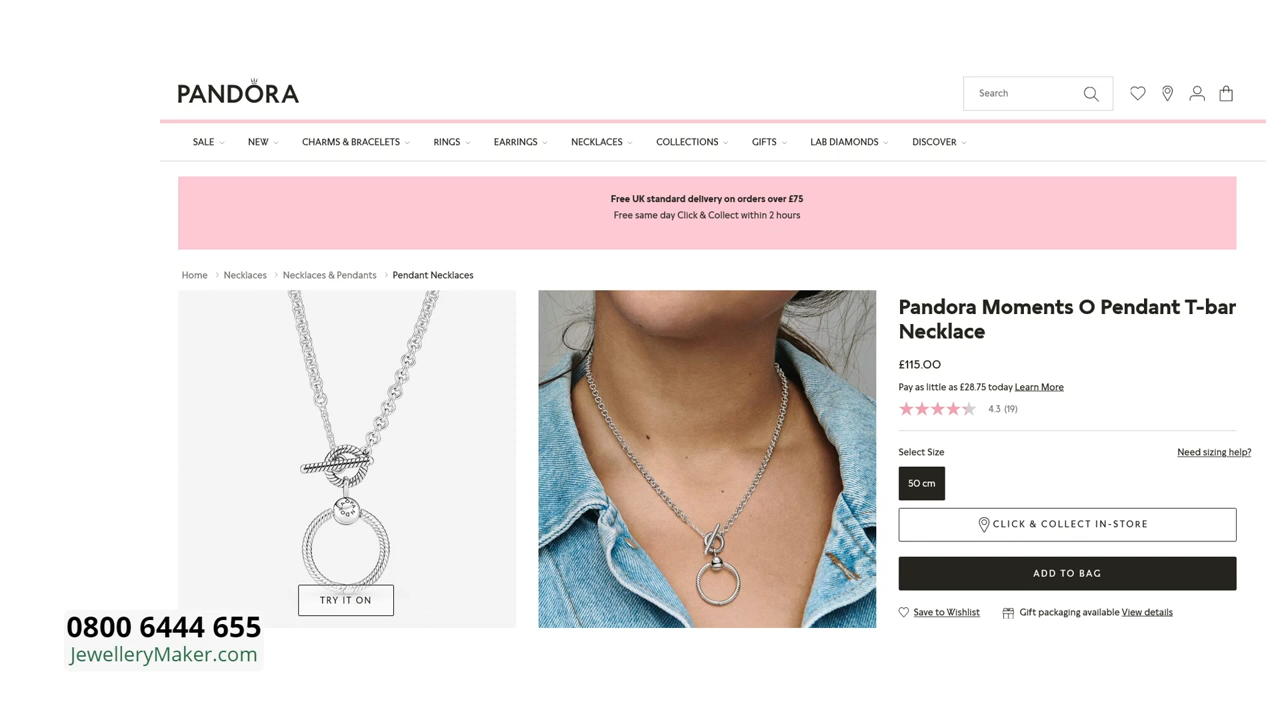 PANDORA
Search
SALE NEW CHARMS & BRACELETS RINGS EARRINGS NECKLACES COLLECTIONS GIFTS LAB DIAMONDS DISCOVER
Free UK standard delivery on orders over £75
Free same day Click & Collect within 2 hours
Home > Necklaces > Necklaces & Pendants > Pendant Necklaces
Pandora Moments O Pendant T-bar
Necklace
£115.00
Pay as little as £28.75 today Learn More
4.3 (19)
Select Size Need sizing help?
50 cm
CLICK & COLLECT IN-STORE
ADD TO BAG
Save to Wishlist Gift packaging available View details
TRY IT ON
0800 6444 655
JewelleryMaker.com